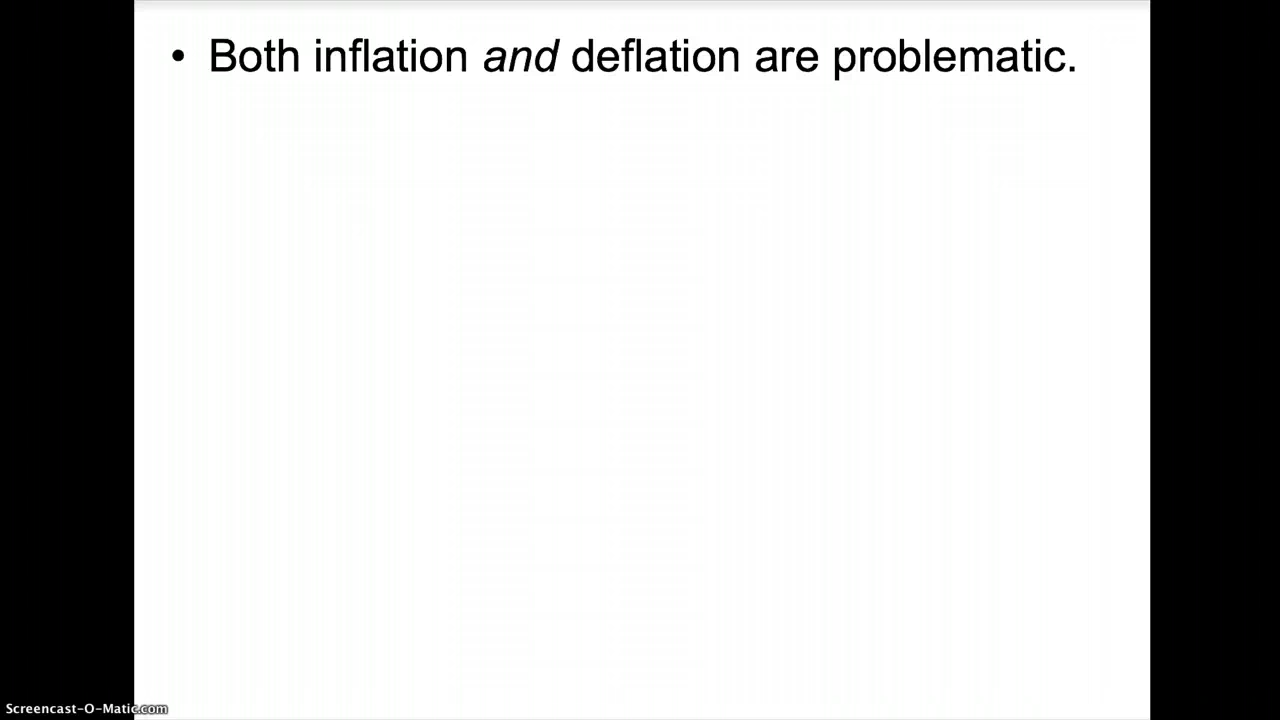 • Both inflation and deflation are problematic.
Screencast-O-Matic.com